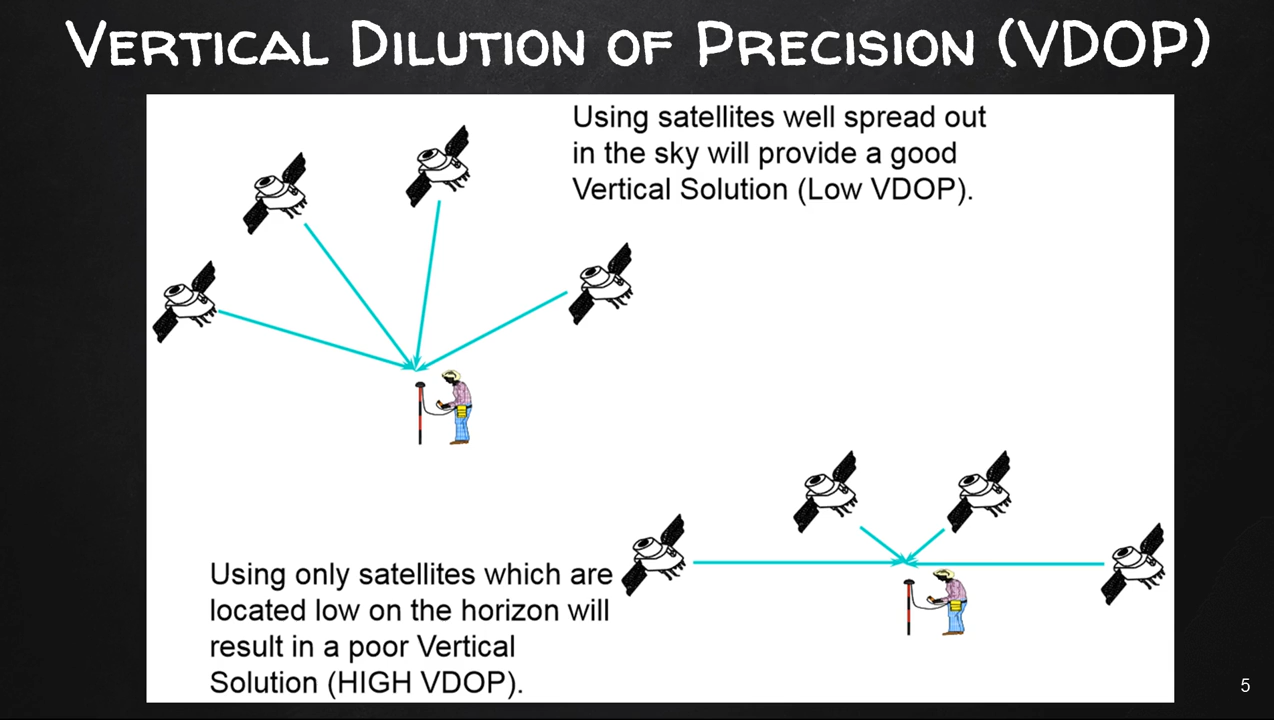 VERTICAL DILUTION OF PRECISION (VDOP)
Using satellites well spread out
in the sky will provide a good
Vertical Solution (Low VDOP).
Using only satellites which are
located low on the horizon will
result in a poor Vertical
Solution (HIGH VDOP).
5